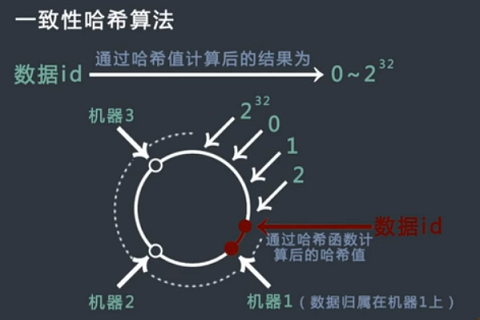 一致性哈希算法
数据id
通过哈希值计算后的结果为
0~2^32
机器3
2^32
0
1
2
数据id
通过哈希函数计
算后的哈希值
机器2
机器1（数据归属在机器1上）